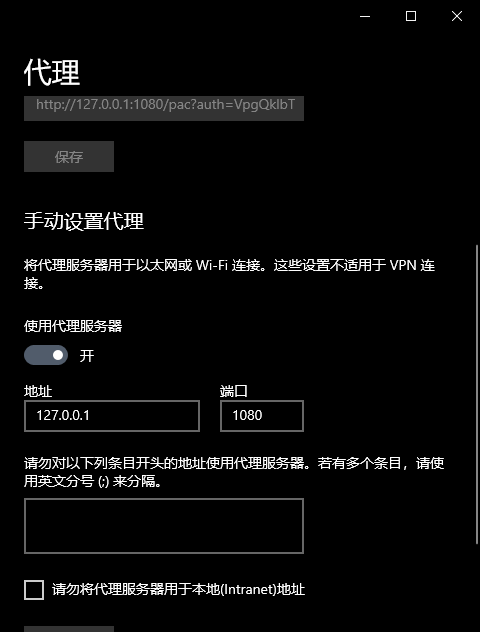 代理
http://127.0.0.1:1080/pac?auth=VpgQklbT
保存
手动设置代理
将代理服务器用于以太网或 Wi-Fi 连接。这些设置不适用于 VPN 连
接。
使用代理服务器
开
地址 端口
127.0.0.1 1080
请勿对以下列条目开头的地址使用代理服务器。若有多个条目，请使
用英文分号 (;) 来分隔。
请勿将代理服务器用于本地(Intranet)地址